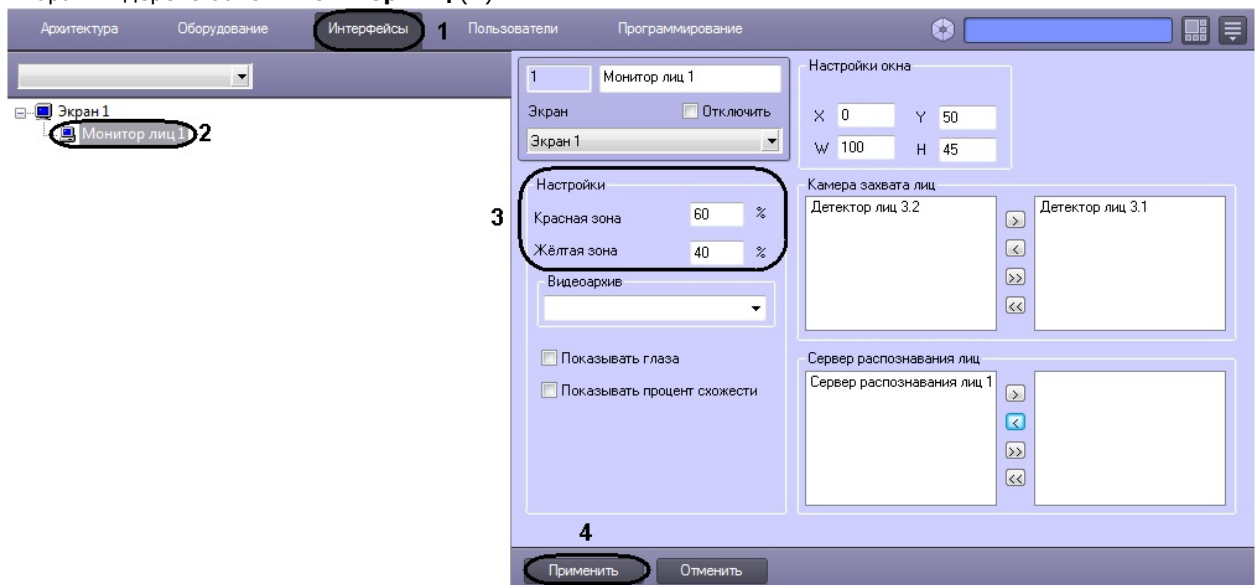 Архитектура Оборудование Интерфейсы 1 Пользователи Программирование
Экран 1
Монитор лиц 1 2
1 Монитор лиц 1
Экран Отключить
Экран 1
Настройки окна
X 0 Y 50
W 100 H 45
3
Настройки
Красная зона 60 %
Жёлтая зона 40 %
Видеоархив
Показывать глаза
Показывать процент схожести
Камера захвата лиц
Детектор лиц 3.2
>
<
>>
<<
Детектор лиц 3.1
Сервер распознавания лиц
Сервер распознавания лиц 1
>
<
>>
<<
4
Применить Отменить